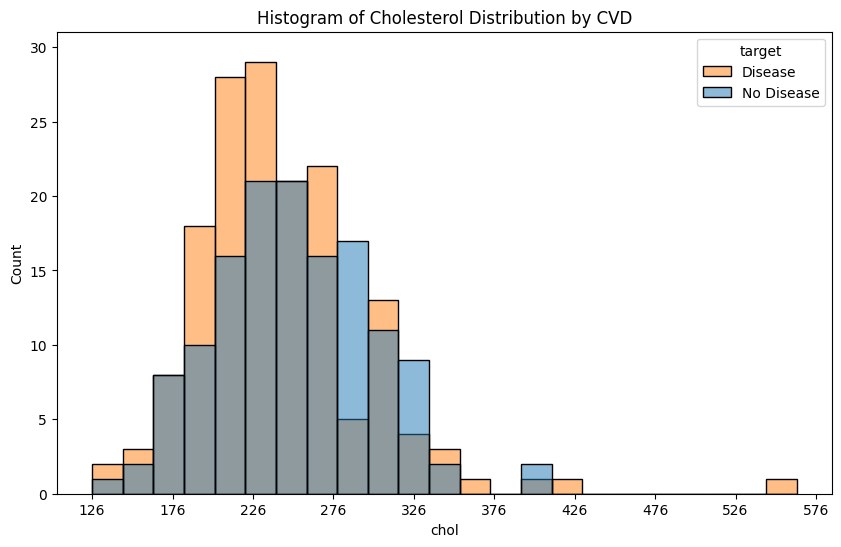 Histogram of Cholesterol Distribution by CVD
target
Disease
No Disease
Count
30
25
20
15
10
5
0
126 176 226 276 326 376 426 476 526 576
chol